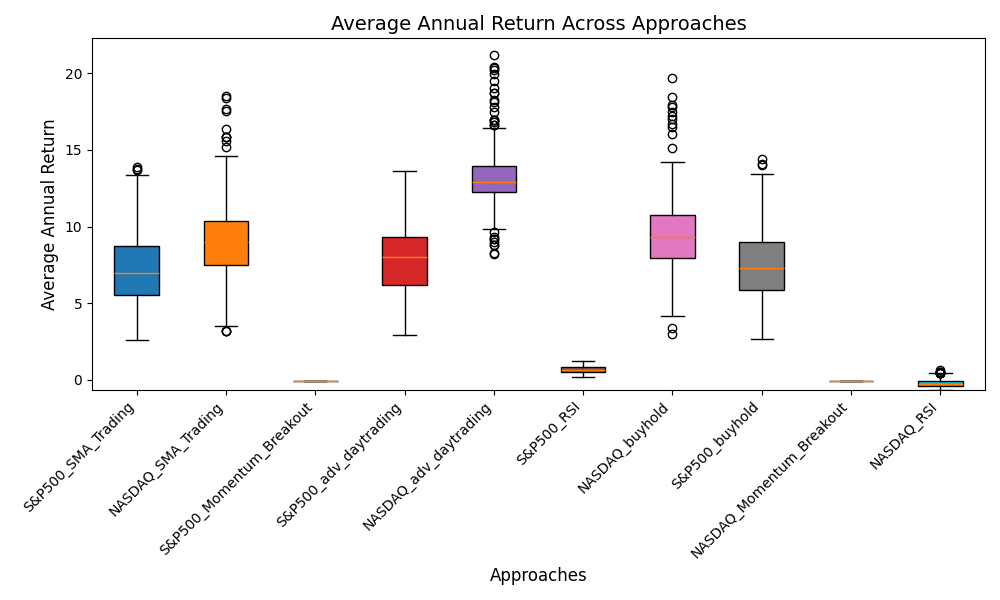 Average Annual Return Across Approaches
Average Annual Return
20
15
10
5
0
S&P500_SMA_Trading
NASDAQ_SMA_Trading
S&P500_Momentum_Breakout
S&P500_adv_daytrading
NASDAQ_adv_daytrading
S&P500_RSI
NASDAQ_buyhold
S&P500_buyhold
NASDAQ_Momentum_Breakout
NASDAQ_RSI
Approaches